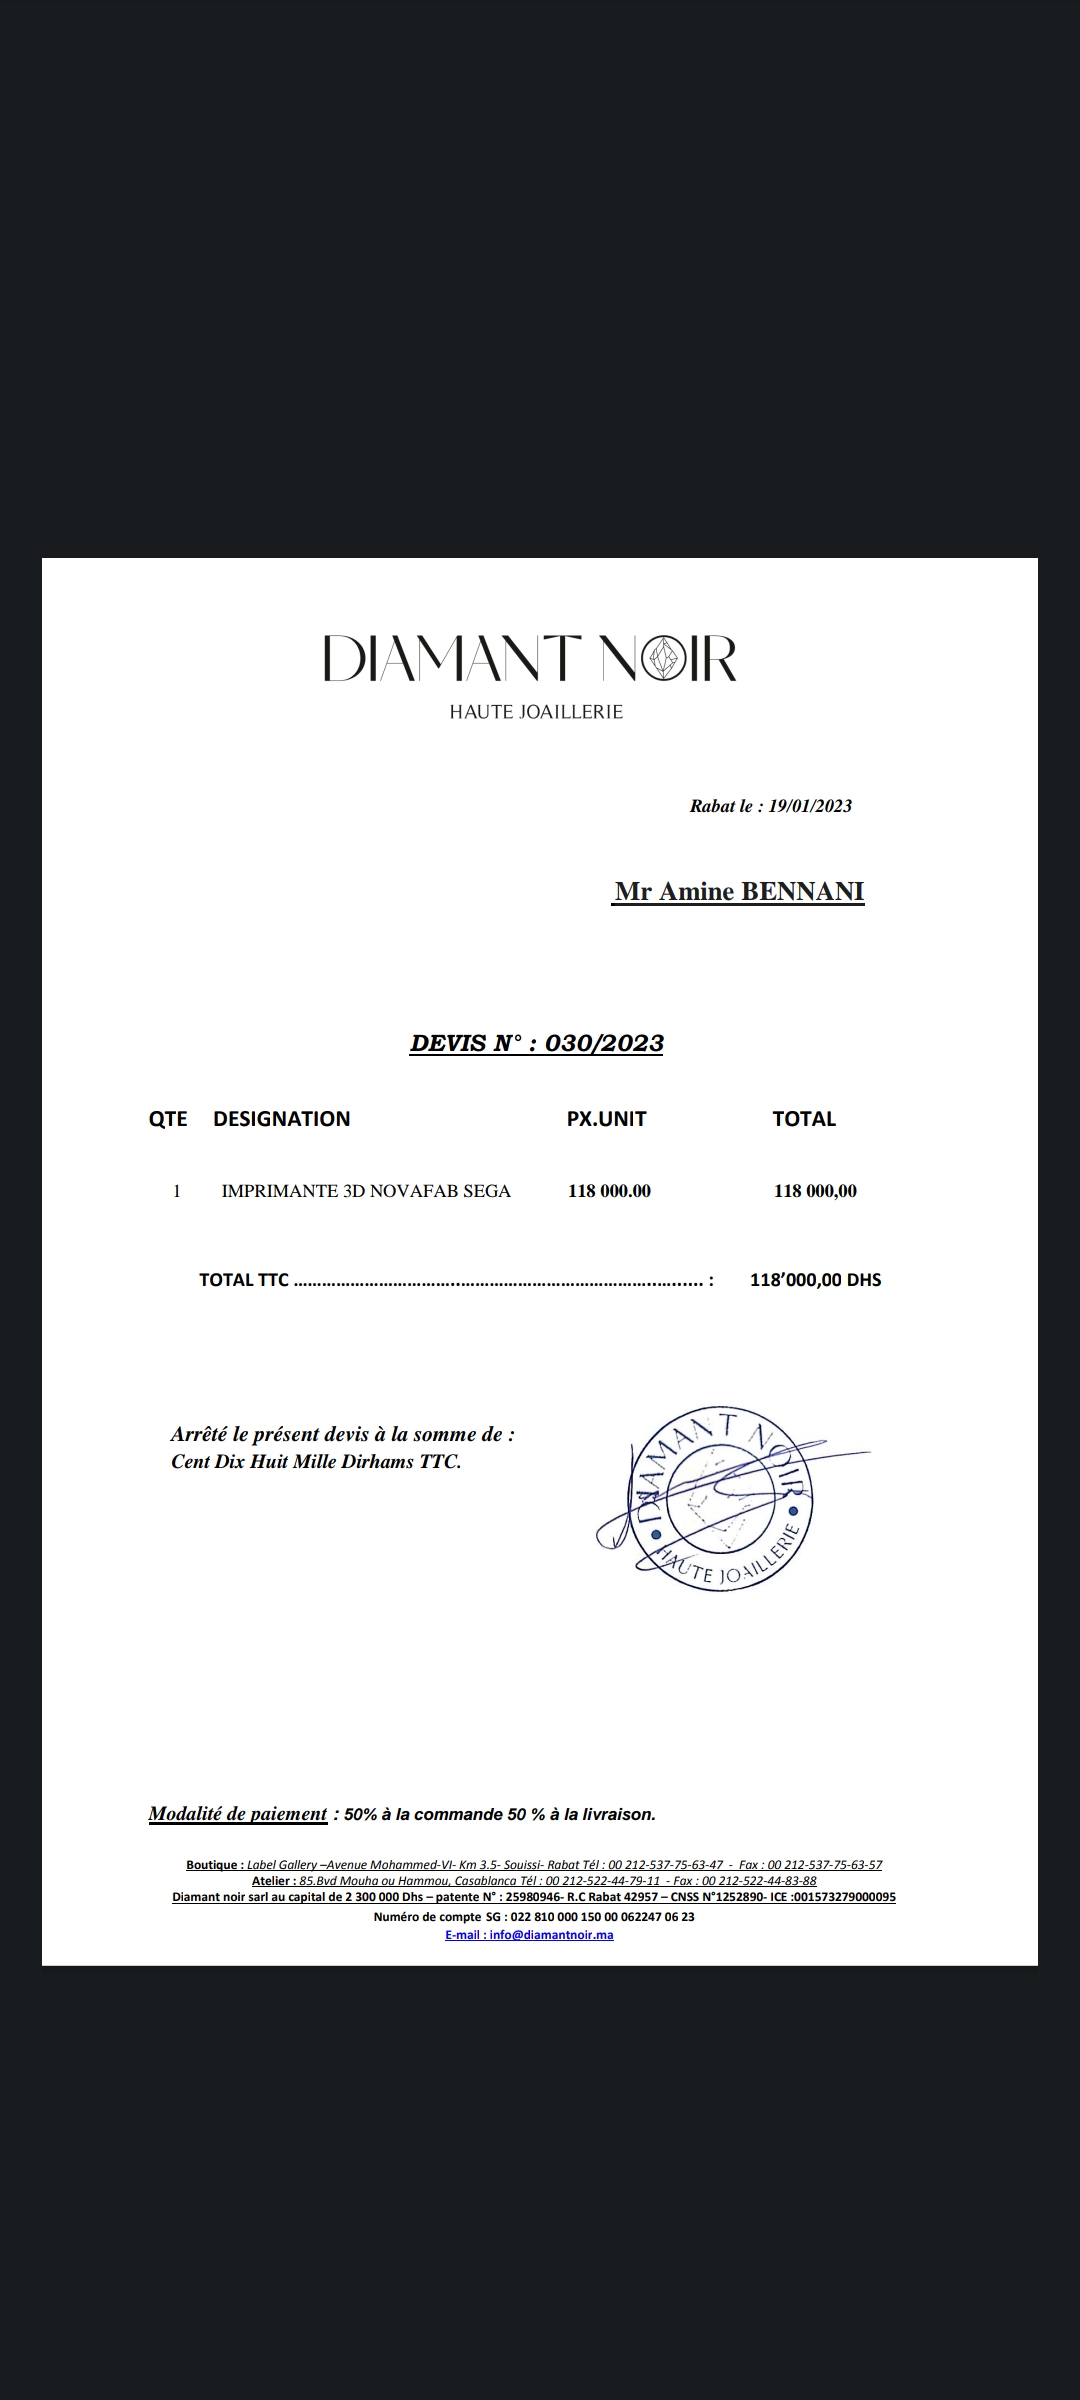 DIAMANT NOIR
HAUTE JOAILLERIE
Rabat le : 19/01/2023
Mr Amine BENNANI
DEVIS N° : 030/2023
QTE DESIGNATION PX.UNIT TOTAL
1 IMPRIMANTE 3D NOVAFAB SEGA 118 000.00 118 000,00
TOTAL TTC ................................................................................. : 118’000,00 DHS
Arrêté le présent devis à la somme de :
Cent Dix Huit Mille Dirhams TTC.
DIAMANT NOIR
HAUTE JOAILLERIE
Modalité de paiement : 50% à la commande 50 % à la livraison.
Boutique : Label Gallery –Avenue Mohammed-VI- Km 3.5- Souissi- Rabat Tél : 00 212-537-75-63-47 - Fax : 00 212-537-75-63-57
Atelier : 85.Bvd Mouha ou Hammou, Casablanca Tél : 00 212-522-44-79-11 - Fax : 00 212-522-44-83-88
Diamant noir sarl au capital de 2 300 000 Dhs – patente N° : 25980946- R.C Rabat 42957 – CNSS N°1252890- ICE :001573279000095
Numéro de compte SG : 022 810 000 150 00 062247 06 23
E-mail : info@diamantnoir.ma